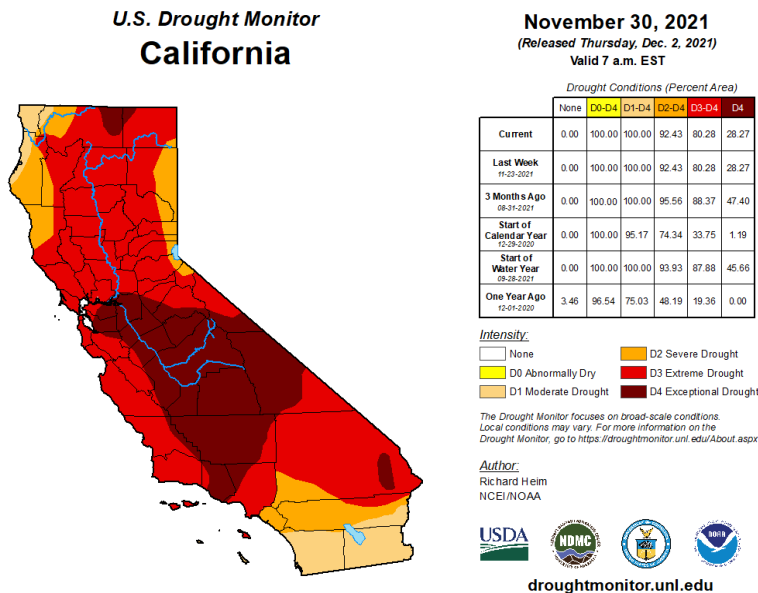 U.S. Drought Monitor
California
November 30, 2021
(Released Thursday, Dec. 2, 2021)
Valid 7 a.m. EST
Drought Conditions (Percent Area)
None D0-D4 D1-D4 D2-D4 D3-D4 D4
Current 0.00 100.00 100.00 92.43 80.28 28.27
Last Week 0.00 100.00 100.00 92.43 80.28 28.27
11-23-2021
3 Months Ago 0.00 100.00 100.00 95.56 88.37 47.40
08-31-2021
Start of
Calendar Year 0.00 100.00 95.17 74.34 33.75 1.19
12-29-2020
Start of
Water Year 0.00 100.00 100.00 93.93 87.88 45.66
09-28-2021
One Year Ago 3.46 96.54 75.03 48.19 19.36 0.00
12-01-2020
Intensity:
None D2 Severe Drought
D0 Abnormally Dry D3 Extreme Drought
D1 Moderate Drought D4 Exceptional Drought
The Drought Monitor focuses on broad-scale conditions.
Local conditions may vary. For more information on the
Drought Monitor, go to https://droughtmonitor.unl.edu/About.aspx
Author:
Richard Heim
NCEI/NOAA
USDA NDMC NOAA
droughtmonitor.unl.edu